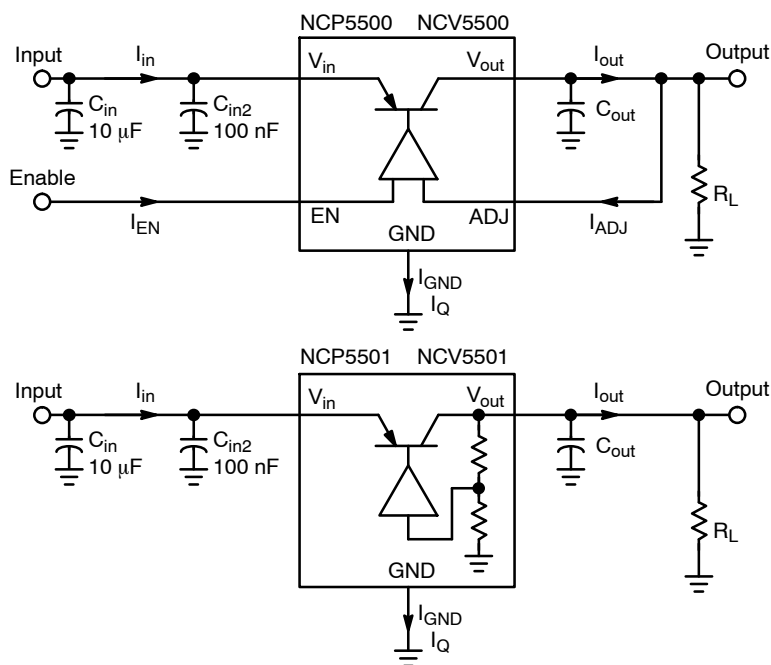 NCP5500 NCV5500
Input
I_in
V_in
V_out
I_out
Output
C_in
10 μF
C_in2
100 nF
C_out
Enable
R_L
I_EN
EN
ADJ
I_ADJ
GND
I_GND
I_Q
NCP5501 NCV5501
Input
I_in
V_in
V_out
I_out
Output
C_in
10 μF
C_in2
100 nF
C_out
R_L
GND
I_GND
I_Q